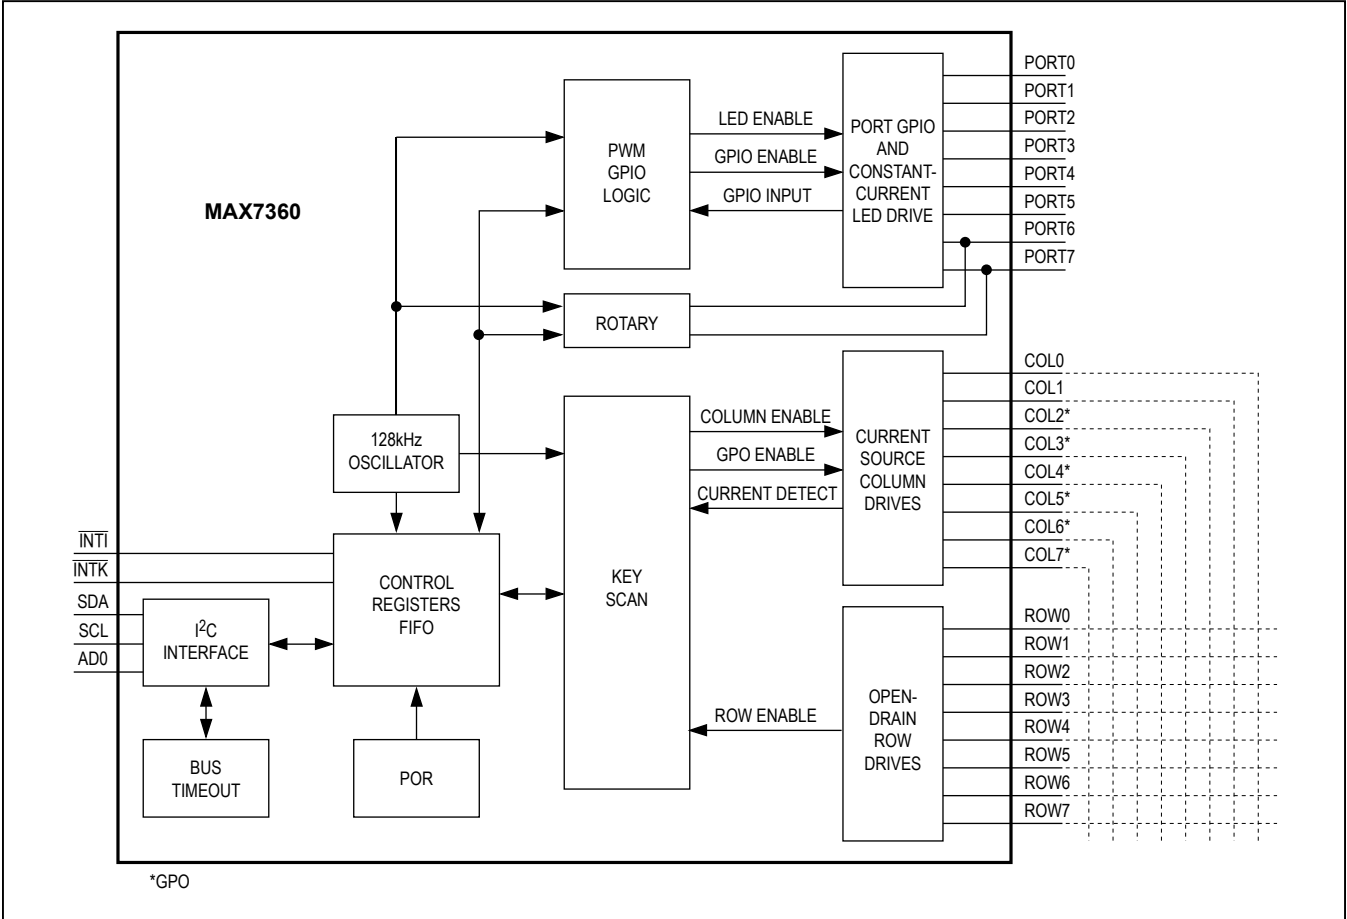 MAX7360
PWM
GPIO
LOGIC
LED ENABLE
GPIO ENABLE
GPIO INPUT
PORT GPIO
AND
CONSTANT-
CURRENT
LED DRIVE
PORT0
PORT1
PORT2
PORT3
PORT4
PORT5
PORT6
PORT7
ROTARY
128kHz
OSCILLATOR
COLUMN ENABLE
GPO ENABLE
CURRENT DETECT
CURRENT
SOURCE
COLUMN
DRIVES
COL0
COL1
COL2*
COL3*
COL4*
COL5*
COL6*
COL7*
INTI
INTK
SDA
SCL
AD0
I2C
INTERFACE
CONTROL
REGISTERS
FIFO
KEY
SCAN
BUS
TIMEOUT
POR
ROW ENABLE
OPEN-
DRAIN
ROW
DRIVES
ROW0
ROW1
ROW2
ROW3
ROW4
ROW5
ROW6
ROW7
*GPO